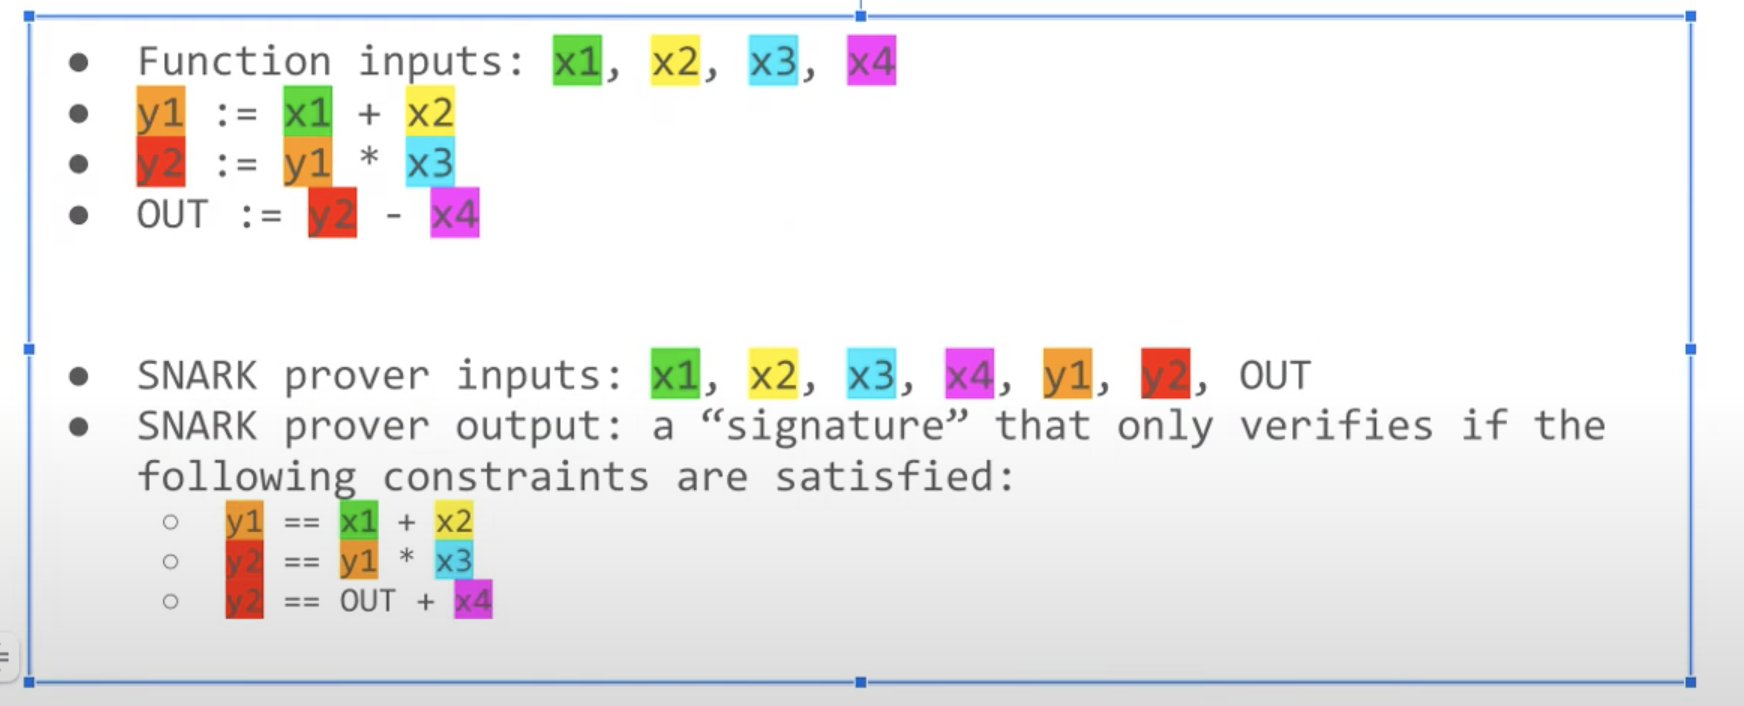 ● Function inputs: x1, x2, x3, x4
● y1 := x1 + x2
● y2 := y1 * x3
● OUT := y2 - x4
● SNARK prover inputs: x1, x2, x3, x4, y1, y2, OUT
● SNARK prover output: a “signature” that only verifies if the
following constraints are satisfied:
○ y1 == x1 + x2
○ y2 == y1 * x3
○ y2 == OUT + x4